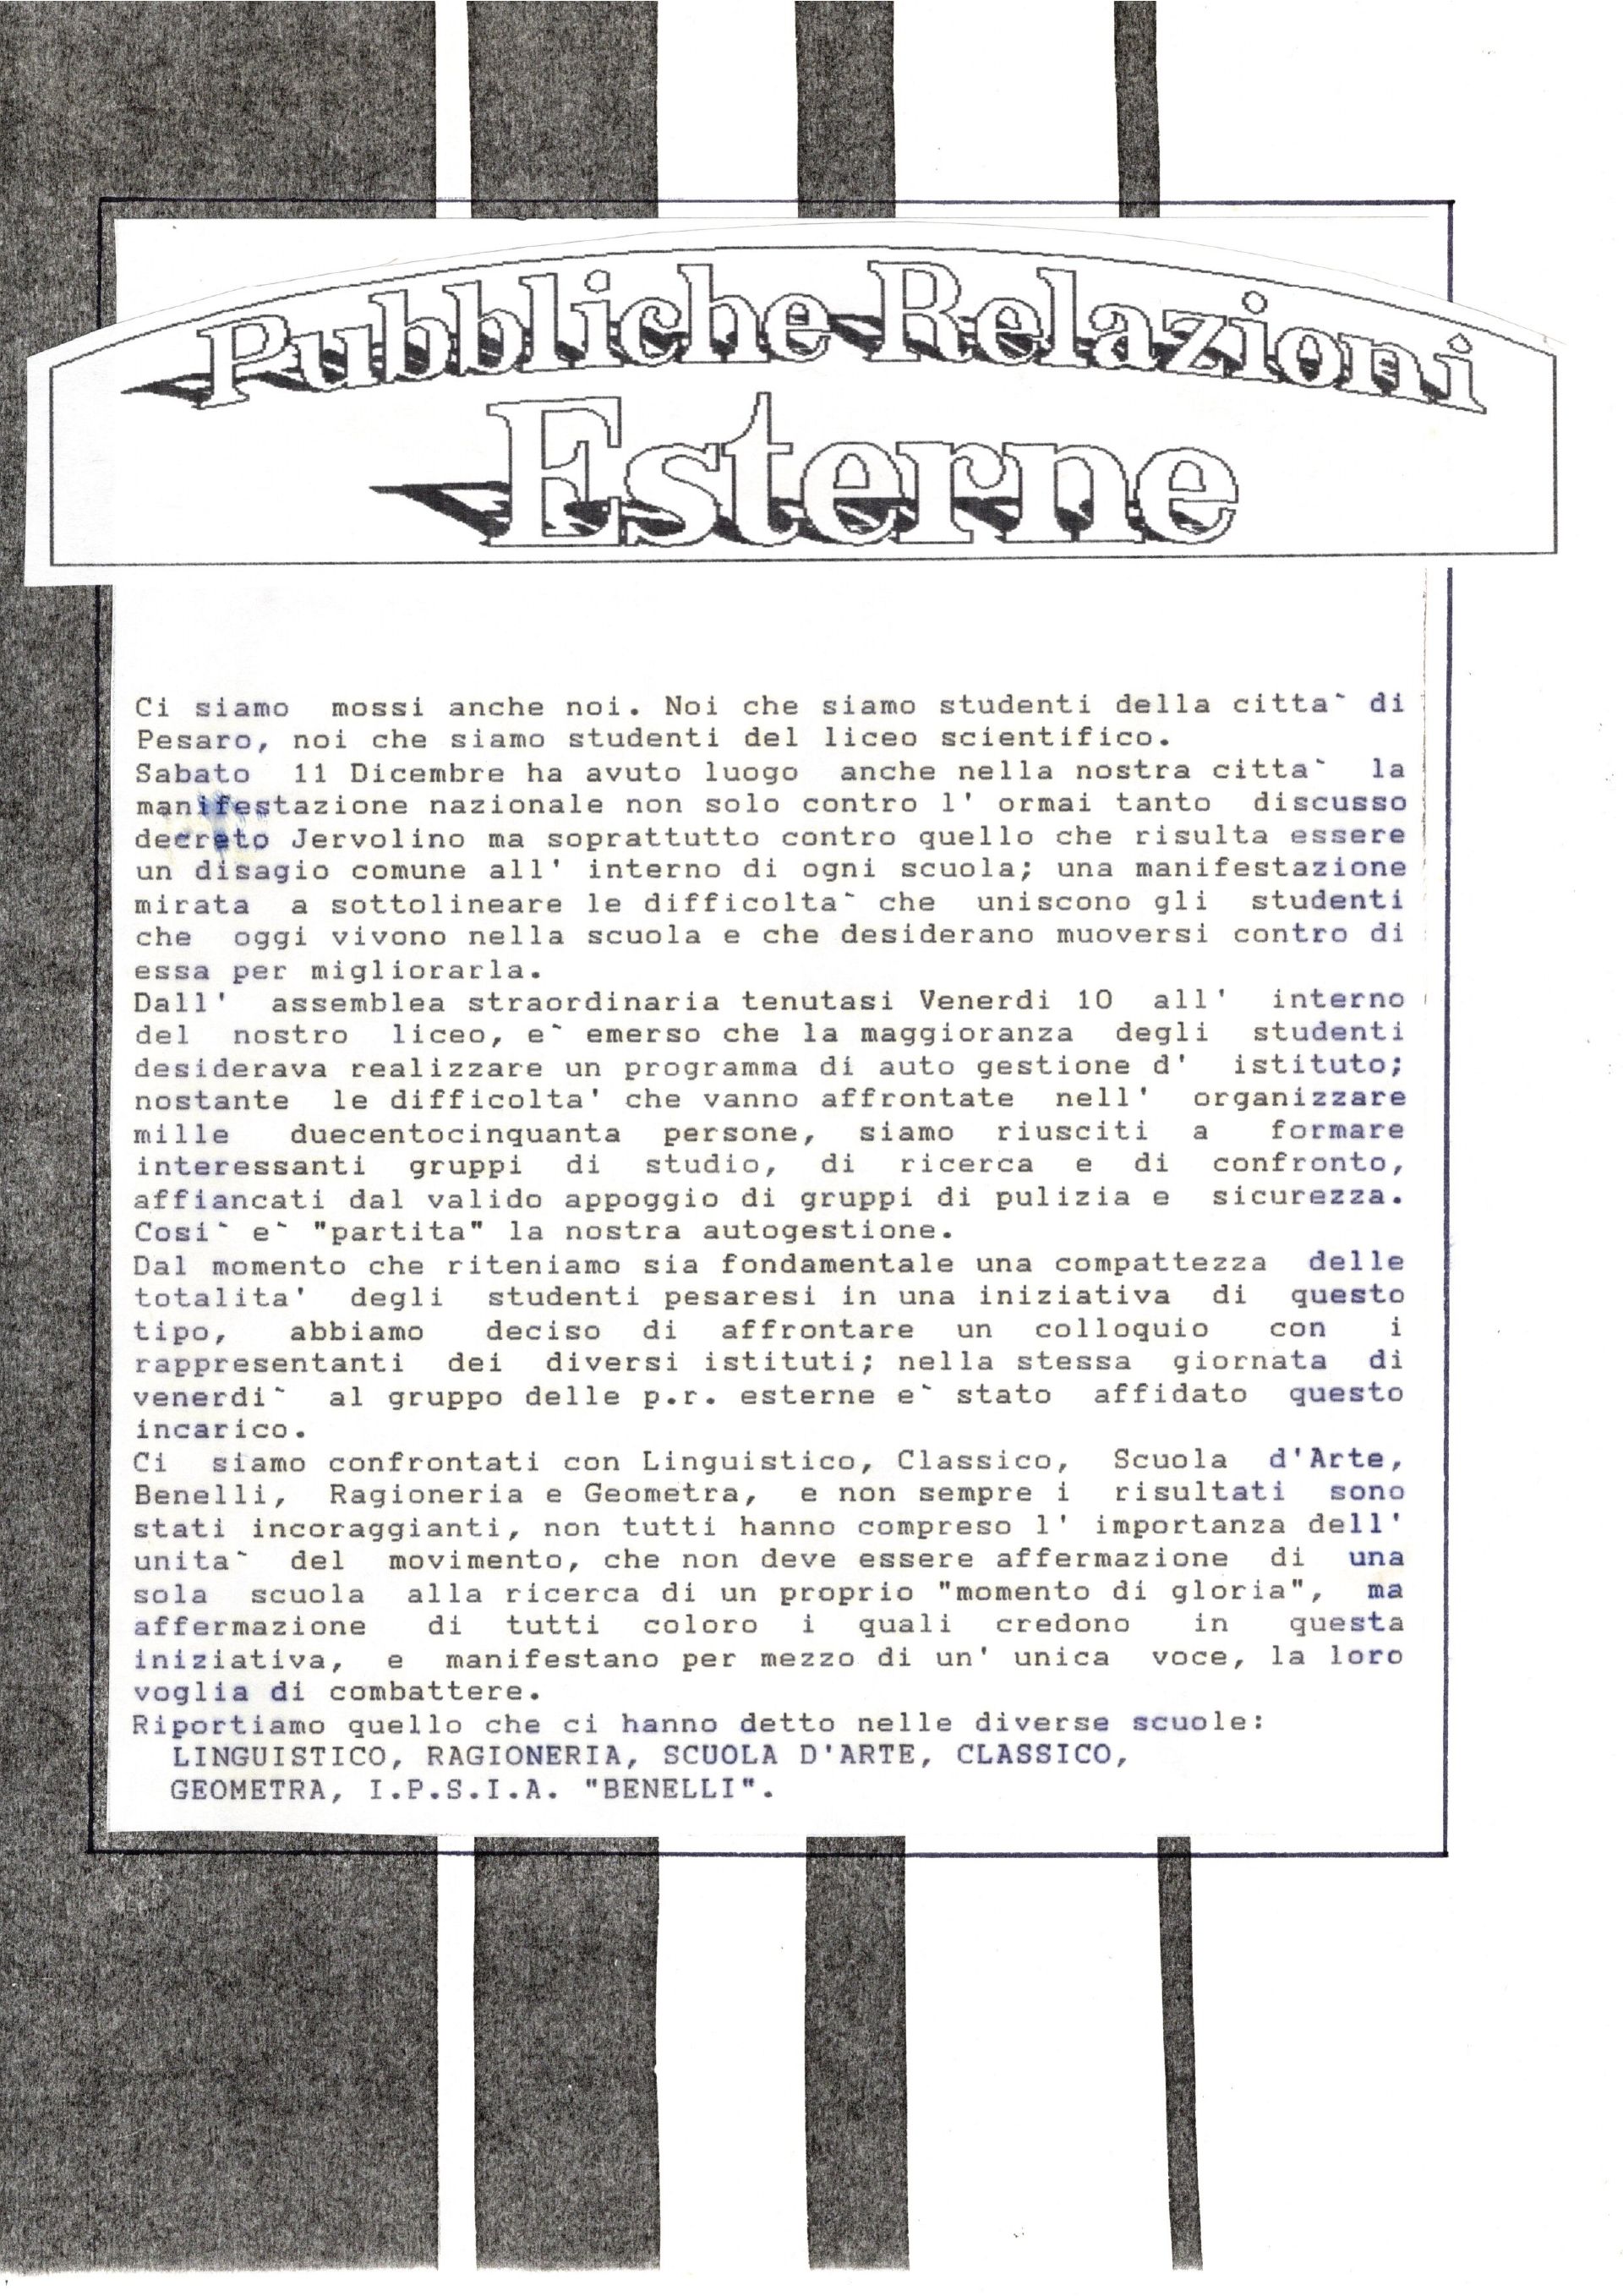 Pubbliche Relazioni
Esterne
Ci siamo mossi anche noi. Noi che siamo studenti della citta` di
Pesaro, noi che siamo studenti del liceo scientifico.
Sabato 11 Dicembre ha avuto luogo anche nella nostra citta` la
manifestazione nazionale non solo contro l' ormai tanto discusso
decreto Jervolino ma soprattutto contro quello che risulta essere
un disagio comune all' interno di ogni scuola; una manifestazione
mirata a sottolineare le difficolta` che uniscono gli studenti
che oggi vivono nella scuola e che desiderano muoversi contro di
essa per migliorarla.
Dall' assemblea straordinaria tenutasi Venerdi 10 all' interno
del nostro liceo, e` emerso che la maggioranza degli studenti
desiderava realizzare un programma di auto gestione d' istituto;
nostante le difficolta' che vanno affrontate nell' organizzare
mille duecentocinquanta persone, siamo riusciti a formare
interessanti gruppi di studio, di ricerca e di confronto,
affiancati dal valido appoggio di gruppi di pulizia e sicurezza.
Cosi` e` "partita" la nostra autogestione.
Dal momento che riteniamo sia fondamentale una compattezza delle
totalita' degli studenti pesaresi in una iniziativa di questo
tipo, abbiamo deciso di affrontare un colloquio con i
rappresentanti dei diversi istituti; nella stessa giornata di
venerdi` al gruppo delle p.r. esterne e` stato affidato questo
incarico.
Ci siamo confrontati con Linguistico, Classico, Scuola d'Arte,
Benelli, Ragioneria e Geometra, e non sempre i risultati sono
stati incoraggianti, non tutti hanno compreso l' importanza dell'
unita` del movimento, che non deve essere affermazione di una
sola scuola alla ricerca di un proprio "momento di gloria", ma
affermazione di tutti coloro i quali credono in questa
iniziativa, e manifestano per mezzo di un' unica voce, la loro
voglia di combattere.
Riportiamo quello che ci hanno detto nelle diverse scuole:
LINGUISTICO, RAGIONERIA, SCUOLA D'ARTE, CLASSICO,
GEOMETRA, I.P.S.I.A. "BENELLI".